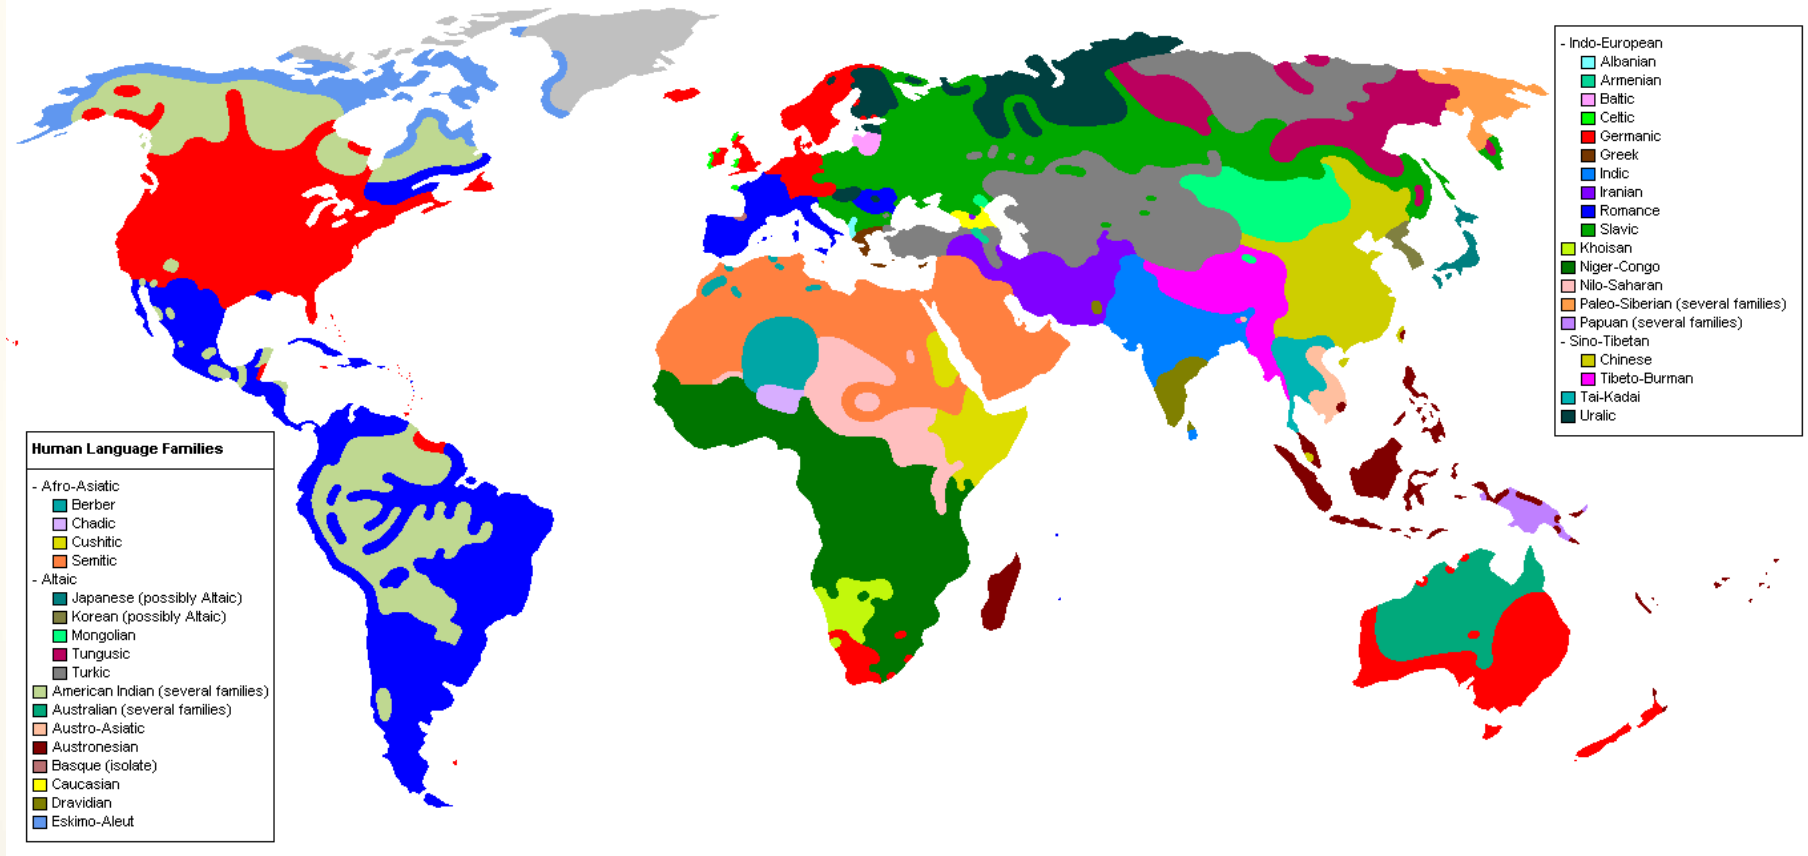 Human Language Families
- Afro-Asiatic
Berber
Chadic
Cushitic
Semitic
- Altaic
Japanese (possibly Altaic)
Korean (possibly Altaic)
Mongolian
Tungusic
Turkic
American Indian (several families)
Australian (several families)
Austro-Asiatic
Austronesian
Basque (isolate)
Caucasian
Dravidian
Eskimo-Aleut
- Indo-European
Albanian
Armenian
Baltic
Celtic
Germanic
Greek
Indic
Iranian
Romance
Slavic
Khoisan
Niger-Congo
Nilo-Saharan
Paleo-Siberian (several families)
Papuan (several families)
- Sino-Tibetan
Chinese
Tibeto-Burman
Tai-Kadai
Uralic